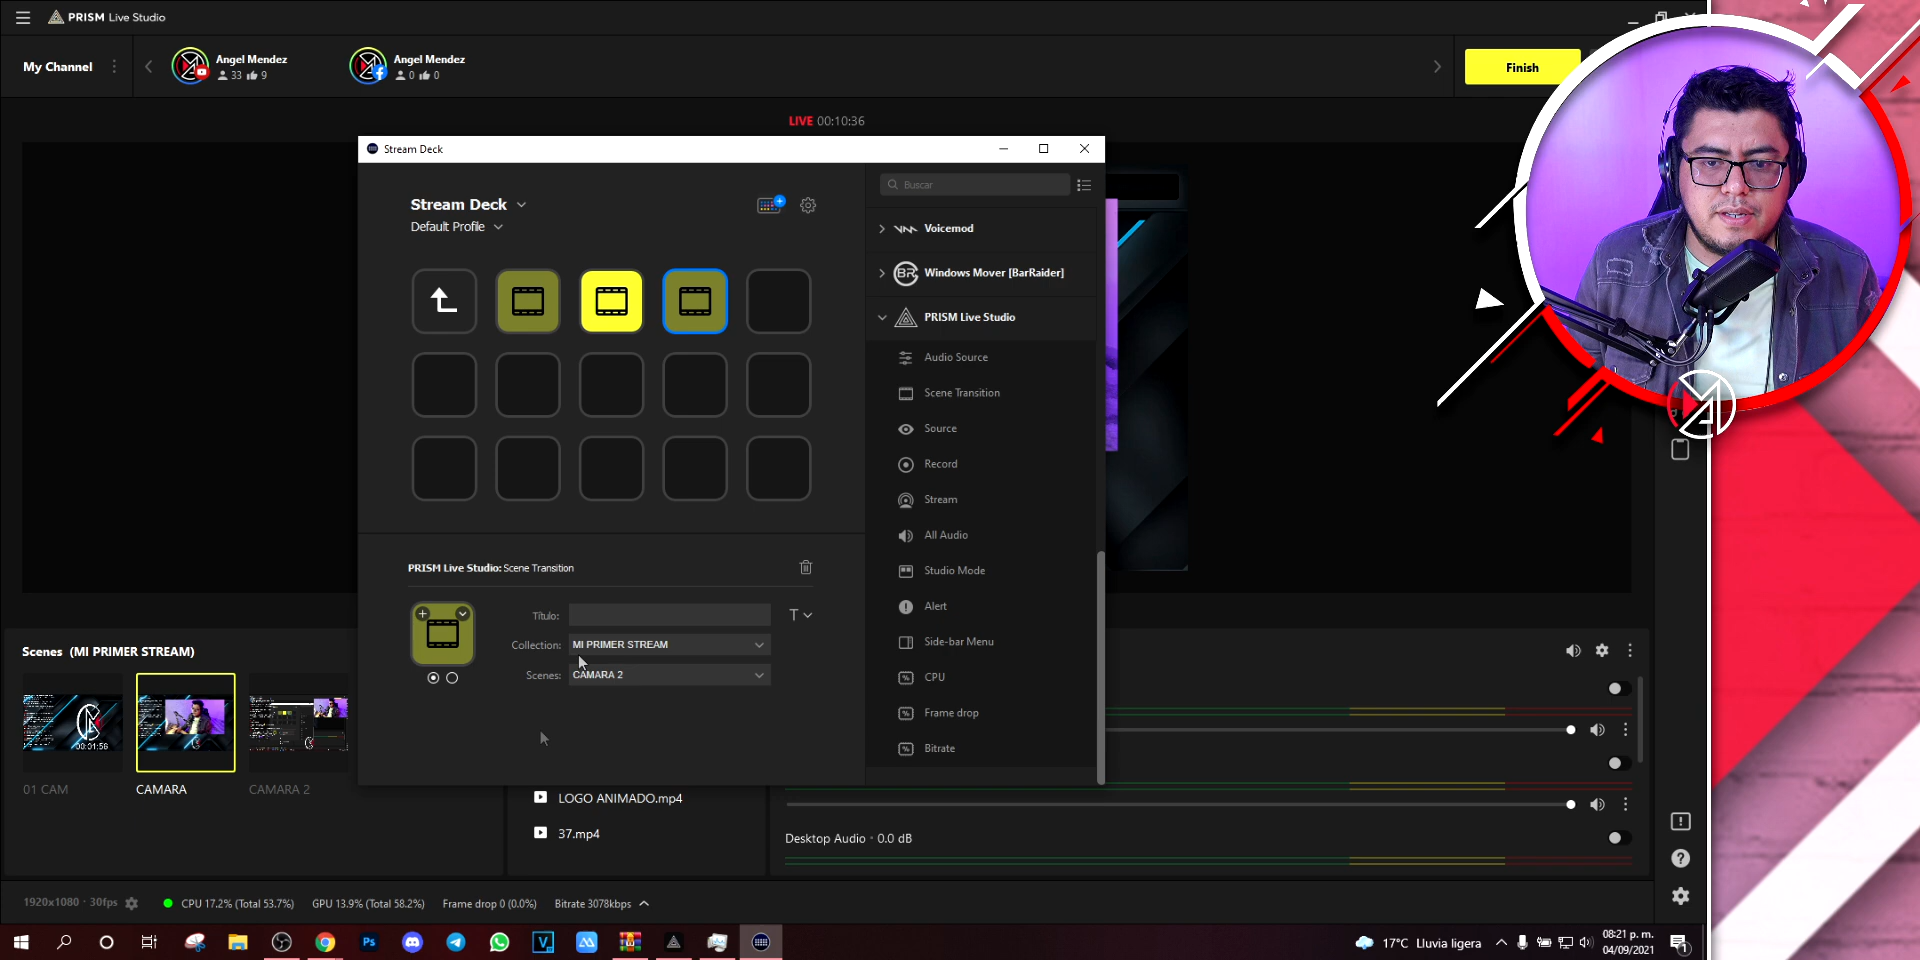 PRISM Live Studio
My Channel
Angel Mendez
33 9
Angel Mendez
0 0
Finish
LIVE 00:10:36
Stream Deck
Stream Deck
Default Profile
Buscar
Voicemod
BR Windows Mover [BarRaider]
PRISM Live Studio
Audio Source
Scene Transition
Source
Record
Stream
All Audio
Studio Mode
Alert
Side-bar Menu
CPU
Frame drop
Bitrate
PRISM Live Studio: Scene Transition
Título:
T
Collection: MI PRIMER STREAM
Scenes: CAMARA 2
Scenes (MI PRIMER STREAM)
00:01:56
01 CAM
CAMARA
CAMARA 2
LOGO ANIMADO.mp4
37.mp4
Desktop Audio · 0.0 dB
1920x1080 · 30fps
CPU 17.2% (Total 53.7%)
GPU 13.9% (Total 58.2%)
Frame drop 0 (0.0%)
Bitrate 3078kbps
Ps
V
17°C Lluvia ligera
08:21 p. m.
04/09/2021
1